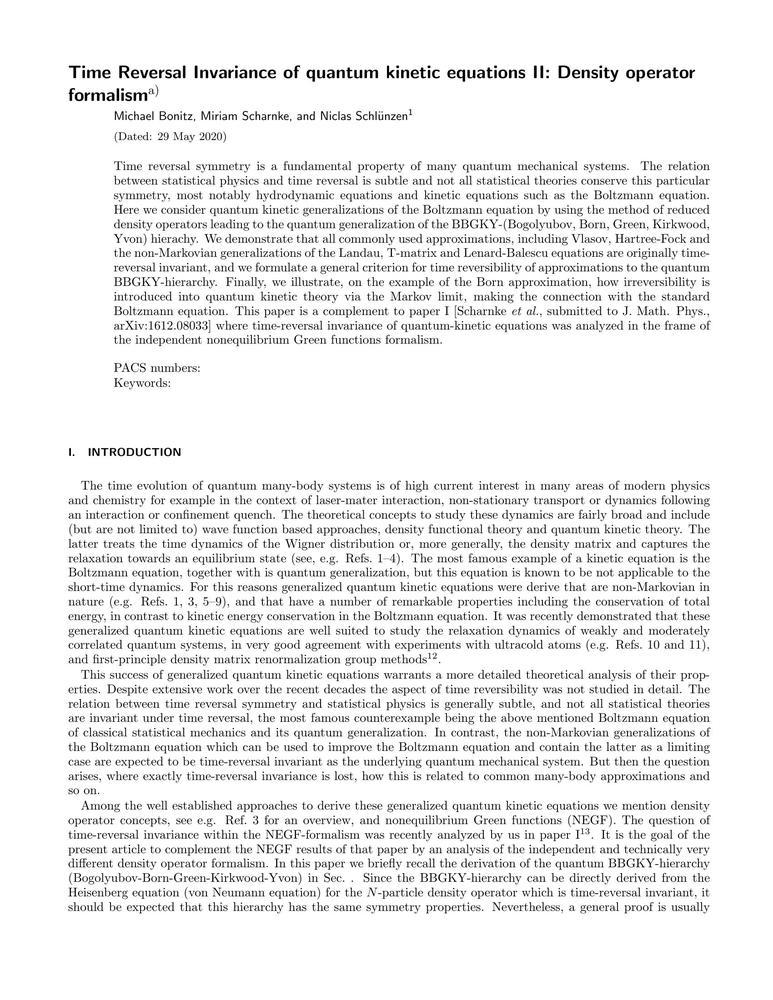 Time Reversal Invariance of quantum kinetic equations II: Density operator
formalism^a)
Michael Bonitz, Miriam Scharnke, and Niclas Schlünzen^1
(Dated: 29 May 2020)
Time reversal symmetry is a fundamental property of many quantum mechanical systems. The relation
between statistical physics and time reversal is subtle and not all statistical theories conserve this particular
symmetry, most notably hydrodynamic equations and kinetic equations such as the Boltzmann equation.
Here we consider quantum kinetic generalizations of the Boltzmann equation by using the method of reduced
density operators leading to the quantum generalization of the BBGKY-(Bogolyubov, Born, Green, Kirkwood,
Yvon) hierachy. We demonstrate that all commonly used approximations, including Vlasov, Hartree-Fock and
the non-Markovian generalizations of the Landau, T-matrix and Lenard-Balescu equations are originally time-
reversal invariant, and we formulate a general criterion for time reversibility of approximations to the quantum
BBGKY-hierarchy. Finally, we illustrate, on the example of the Born approximation, how irreversibility is
introduced into quantum kinetic theory via the Markov limit, making the connection with the standard
Boltzmann equation. This paper is a complement to paper I [Scharnke et al., submitted to J. Math. Phys.,
arXiv:1612.08033] where time-reversal invariance of quantum-kinetic equations was analyzed in the frame of
the independent nonequilibrium Green functions formalism.
PACS numbers:
Keywords:
I. INTRODUCTION
The time evolution of quantum many-body systems is of high current interest in many areas of modern physics
and chemistry for example in the context of laser-mater interaction, non-stationary transport or dynamics following
an interaction or confinement quench. The theoretical concepts to study these dynamics are fairly broad and include
(but are not limited to) wave function based approaches, density functional theory and quantum kinetic theory. The
latter treats the time dynamics of the Wigner distribution or, more generally, the density matrix and captures the
relaxation towards an equilibrium state (see, e.g. Refs. 1–4). The most famous example of a kinetic equation is the
Boltzmann equation, together with is quantum generalization, but this equation is known to be not applicable to the
short-time dynamics. For this reasons generalized quantum kinetic equations were derive that are non-Markovian in
nature (e.g. Refs. 1, 3, 5–9), and that have a number of remarkable properties including the conservation of total
energy, in contrast to kinetic energy conservation in the Boltzmann equation. It was recently demonstrated that these
generalized quantum kinetic equations are well suited to study the relaxation dynamics of weakly and moderately
correlated quantum systems, in very good agreement with experiments with ultracold atoms (e.g. Refs. 10 and 11),
and first-principle density matrix renormalization group methods^12.
This success of generalized quantum kinetic equations warrants a more detailed theoretical analysis of their prop-
erties. Despite extensive work over the recent decades the aspect of time reversibility was not studied in detail. The
relation between time reversal symmetry and statistical physics is generally subtle, and not all statistical theories
are invariant under time reversal, the most famous counterexample being the above mentioned Boltzmann equation
of classical statistical mechanics and its quantum generalization. In contrast, the non-Markovian generalizations of
the Boltzmann equation which can be used to improve the Boltzmann equation and contain the latter as a limiting
case are expected to be time-reversal invariant as the underlying quantum mechanical system. But then the question
arises, where exactly time-reversal invariance is lost, how this is related to common many-body approximations and
so on.
Among the well established approaches to derive these generalized quantum kinetic equations we mention density
operator concepts, see e.g. Ref. 3 for an overview, and nonequilibrium Green functions (NEGF). The question of
time-reversal invariance within the NEGF-formalism was recently analyzed by us in paper I^13. It is the goal of the
present article to complement the NEGF results of that paper by an analysis of the independent and technically very
different density operator formalism. In this paper we briefly recall the derivation of the quantum BBGKY-hierarchy
(Bogolyubov-Born-Green-Kirkwood-Yvon) in Sec. . Since the BBGKY-hierarchy can be directly derived from the
Heisenberg equation (von Neumann equation) for the N-particle density operator which is time-reversal invariant, it
should be expected that this hierarchy has the same symmetry properties. Nevertheless, a general proof is usually